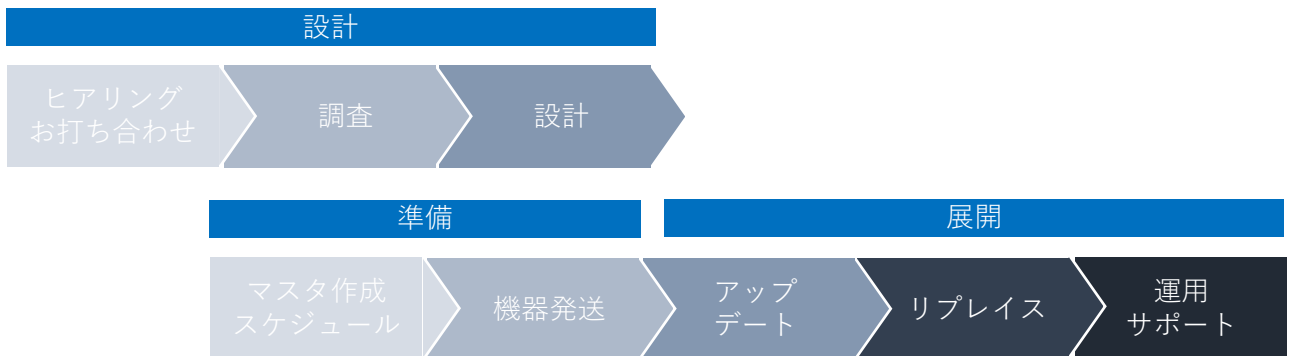 設計
ヒアリング
お打ち合わせ
調査
設計
準備
展開
マスタ作成
スケジュール
機器発送
アップ
デート
リプレイス
運用
サポート